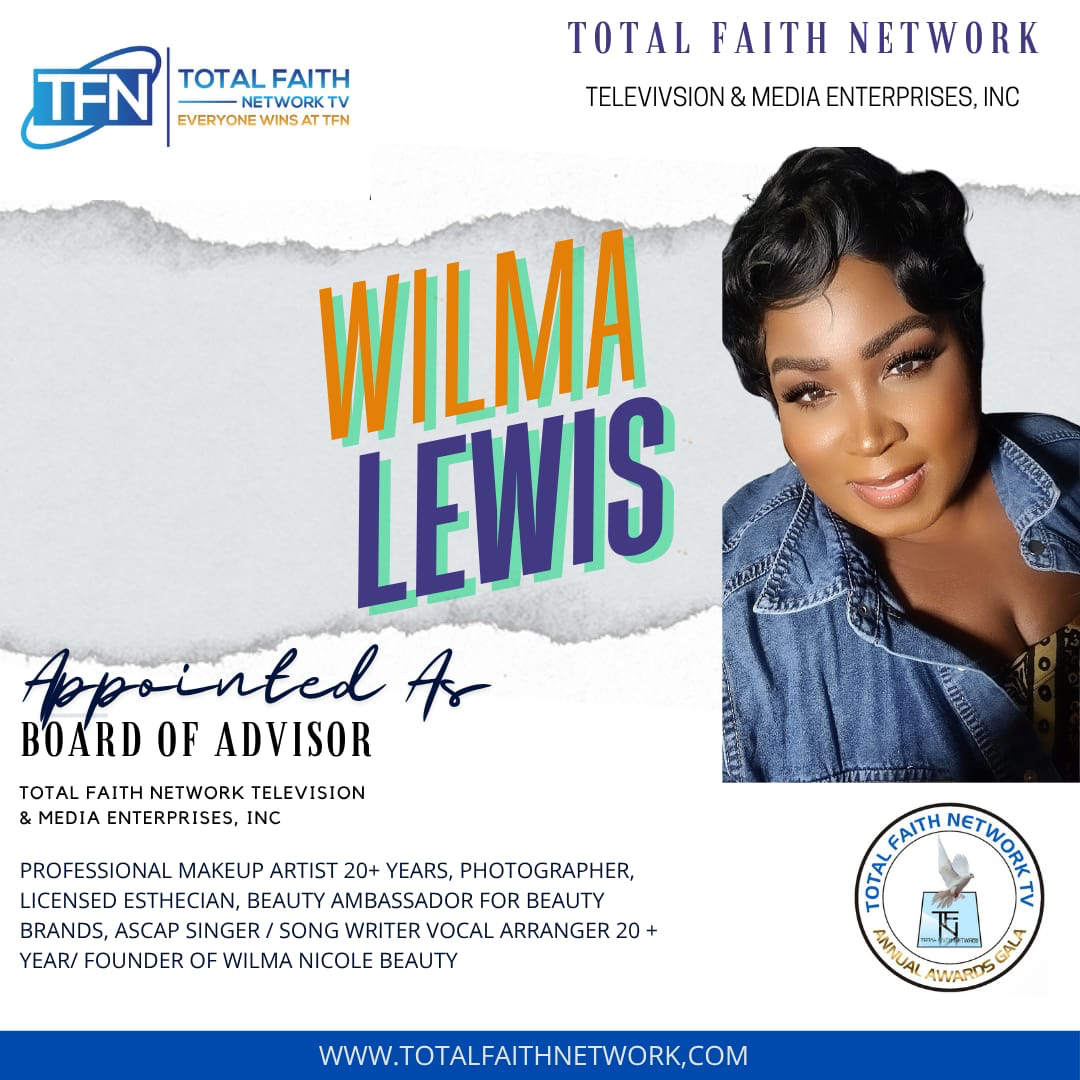 TFN
TOTAL FAITH
NETWORK TV
EVERYONE WINS AT TFN
TOTAL FAITH NETWORK
TELEVIVSION & MEDIA ENTERPRISES, INC
WILMA
LEWIS
Appointed As
BOARD OF ADVISOR
TOTAL FAITH NETWORK TELEVISION
& MEDIA ENTERPRISES, INC
PROFESSIONAL MAKEUP ARTIST 20+ YEARS, PHOTOGRAPHER,
LICENSED ESTHECIAN, BEAUTY AMBASSADOR FOR BEAUTY
BRANDS, ASCAP SINGER / SONG WRITER VOCAL ARRANGER 20 +
YEAR/ FOUNDER OF WILMA NICOLE BEAUTY
TOTAL FAITH NETWORK TV
TFN
ANNUAL AWARDS GALA
WWW.TOTALFAITHNETWORK,COM